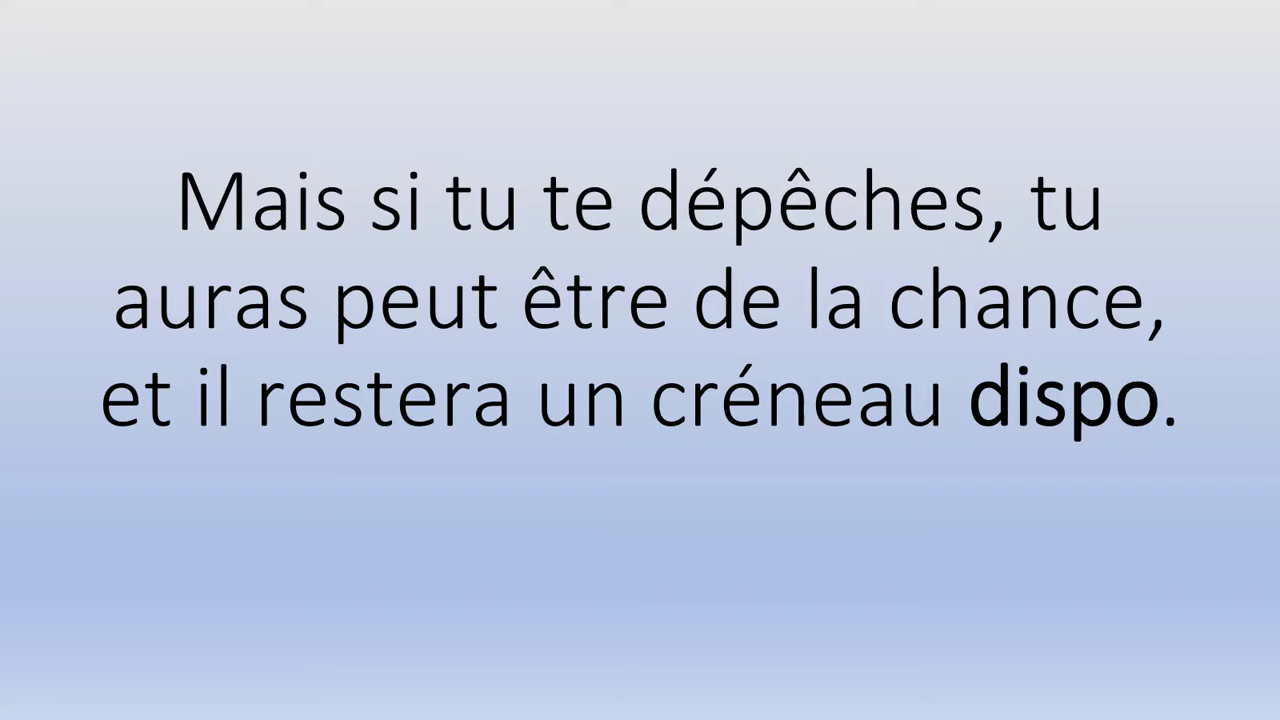 Mais si tu te dépêches, tu
auras peut être de la chance,
et il restera un créneau dispo.